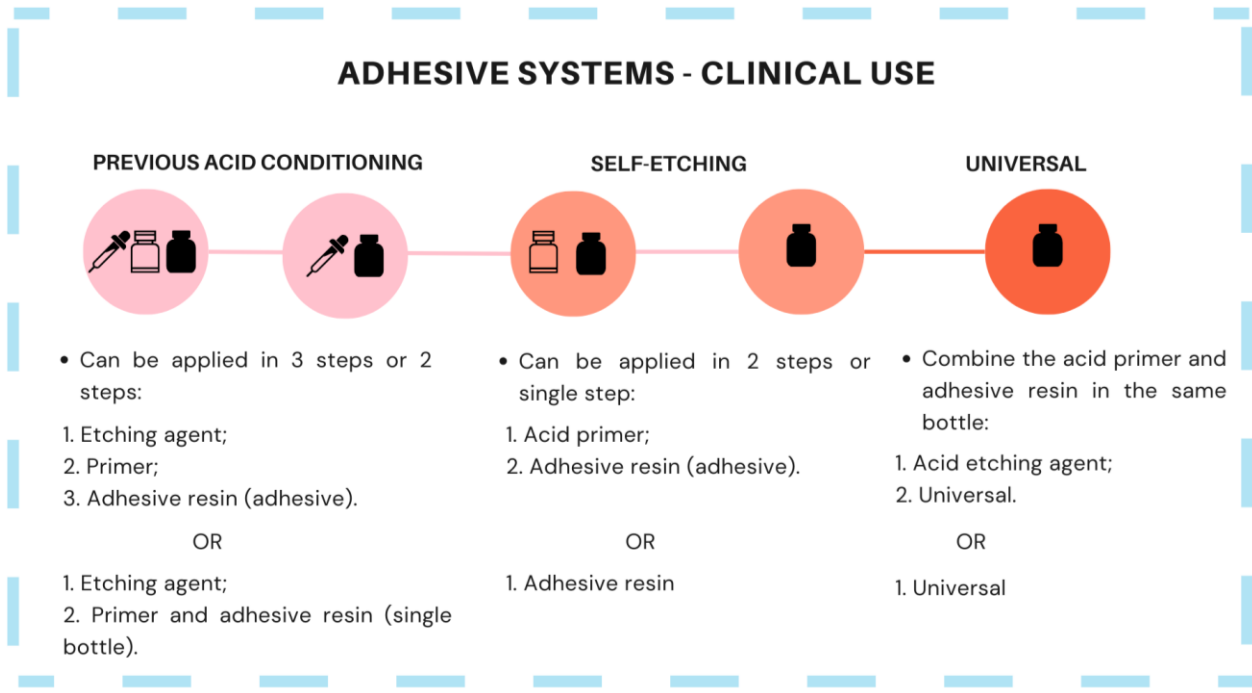 ADHESIVE SYSTEMS - CLINICAL USE
PREVIOUS ACID CONDITIONING
• Can be applied in 3 steps or 2
steps:
1. Etching agent;
2. Primer;
3. Adhesive resin (adhesive).
OR
1. Etching agent;
2. Primer and adhesive resin (single
bottle).
SELF-ETCHING
• Can be applied in 2 steps or
single step:
1. Acid primer;
2. Adhesive resin (adhesive).
OR
1. Adhesive resin
UNIVERSAL
• Combine the acid primer and
adhesive resin in the same
bottle:
1. Acid etching agent;
2. Universal.
OR
1. Universal